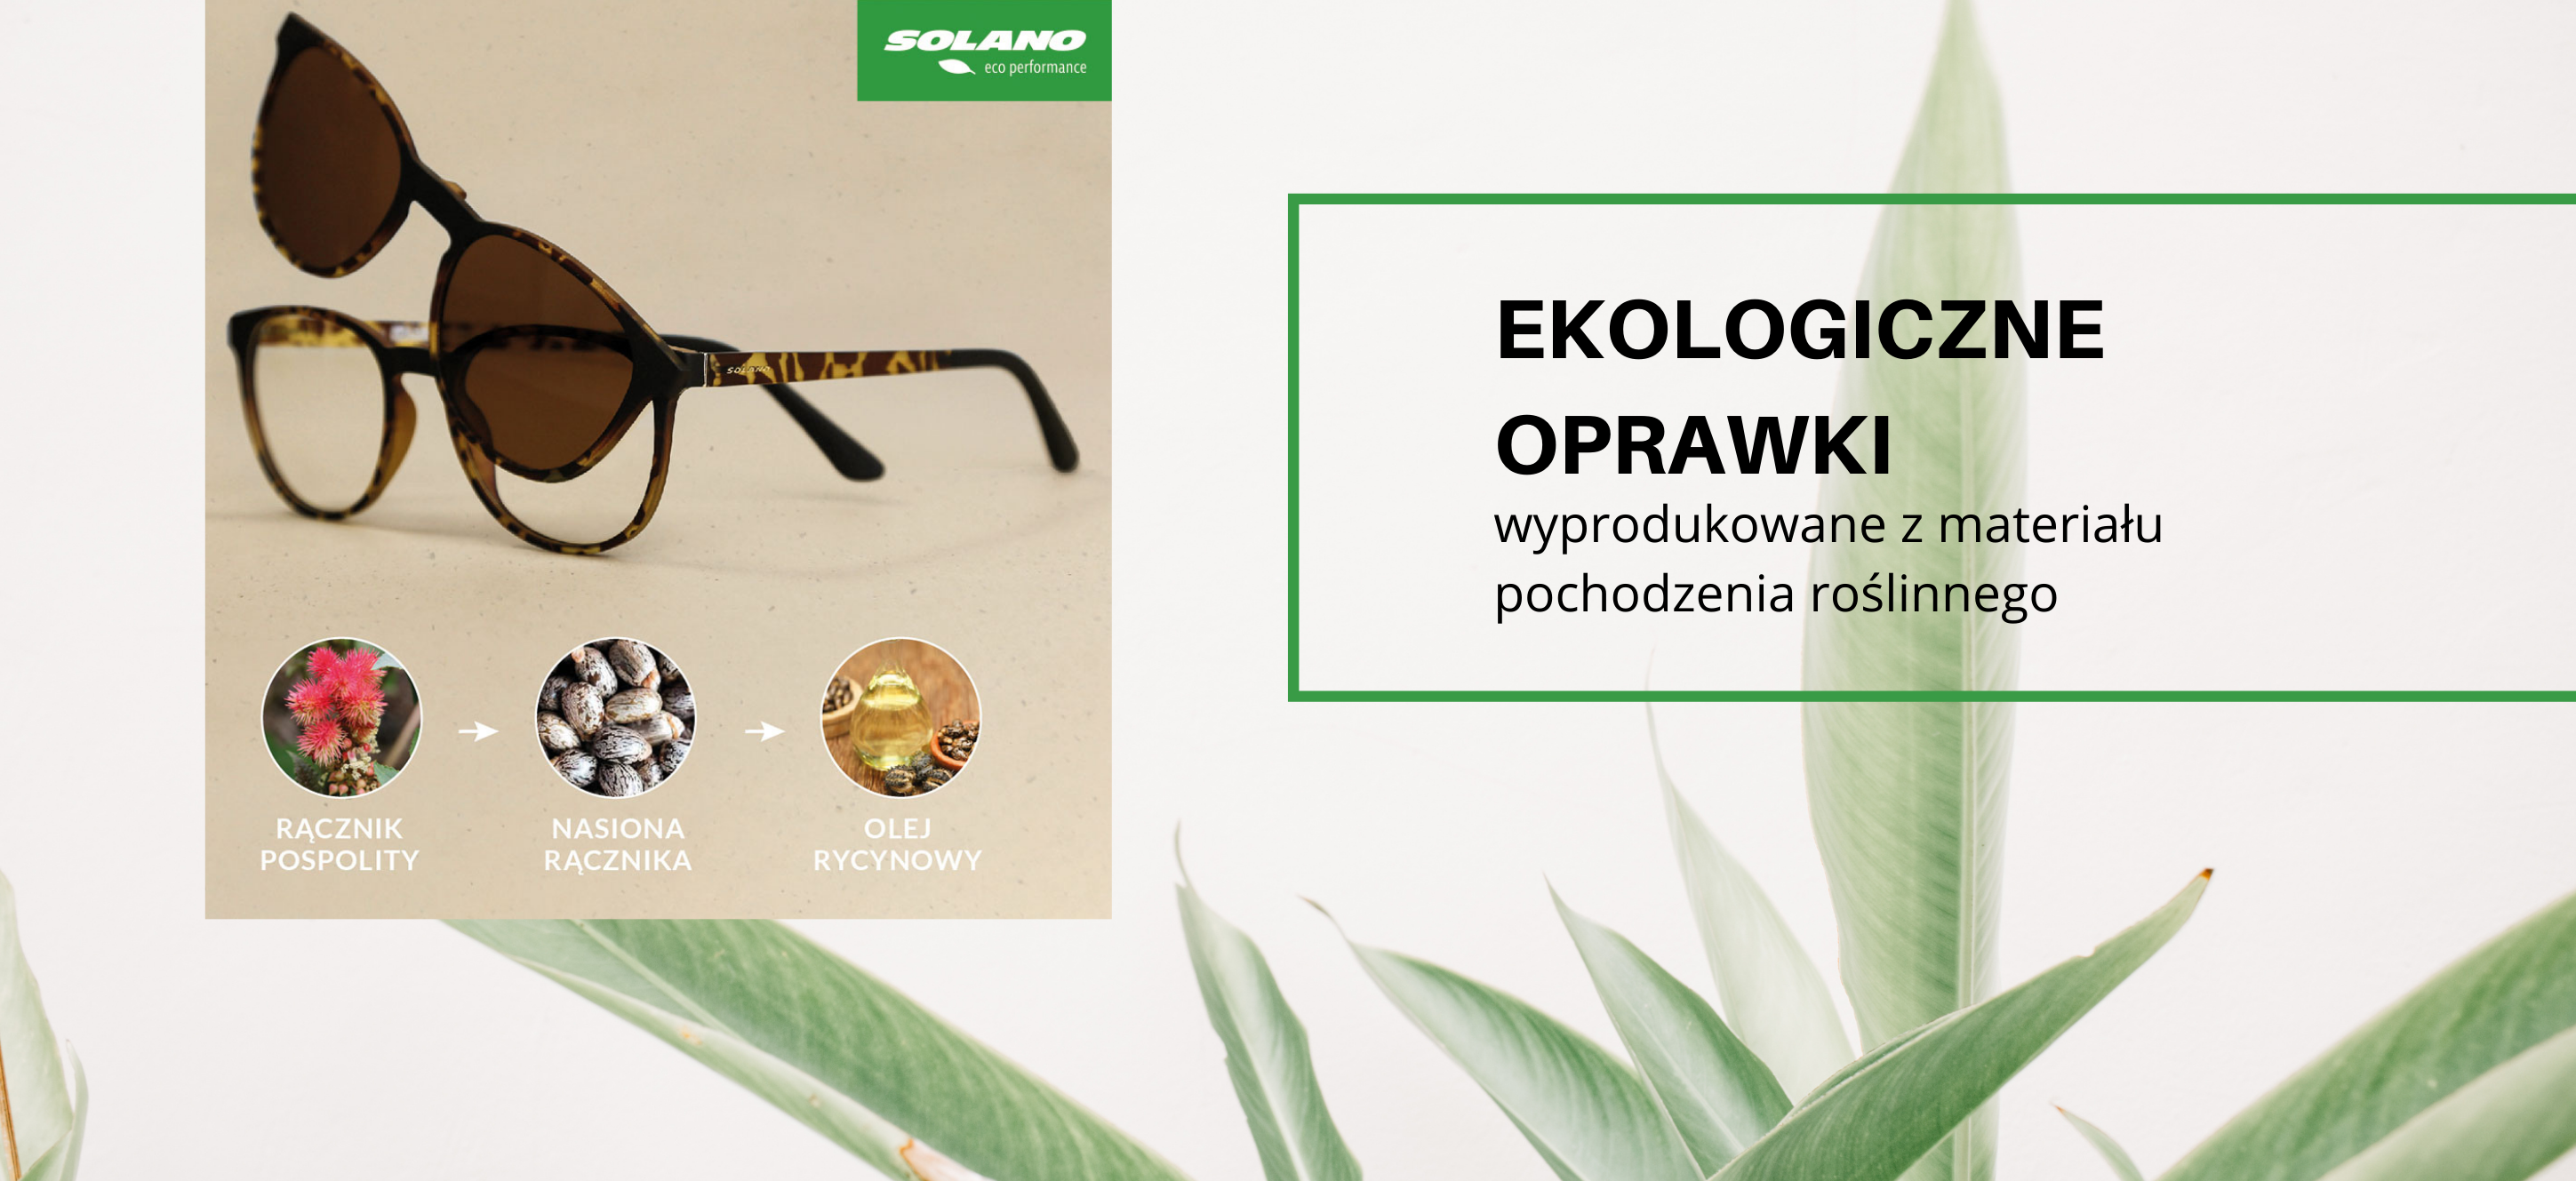 SOLANO
eco performance
SOLANO
RĄCZNIK
POSPOLITY
NASIONA
RĄCZNIKA
OLEJ
RYCYNOWY
EKOLOGICZNE
OPRAWKI
wyprodukowane z materiału
pochodzenia roślinnego